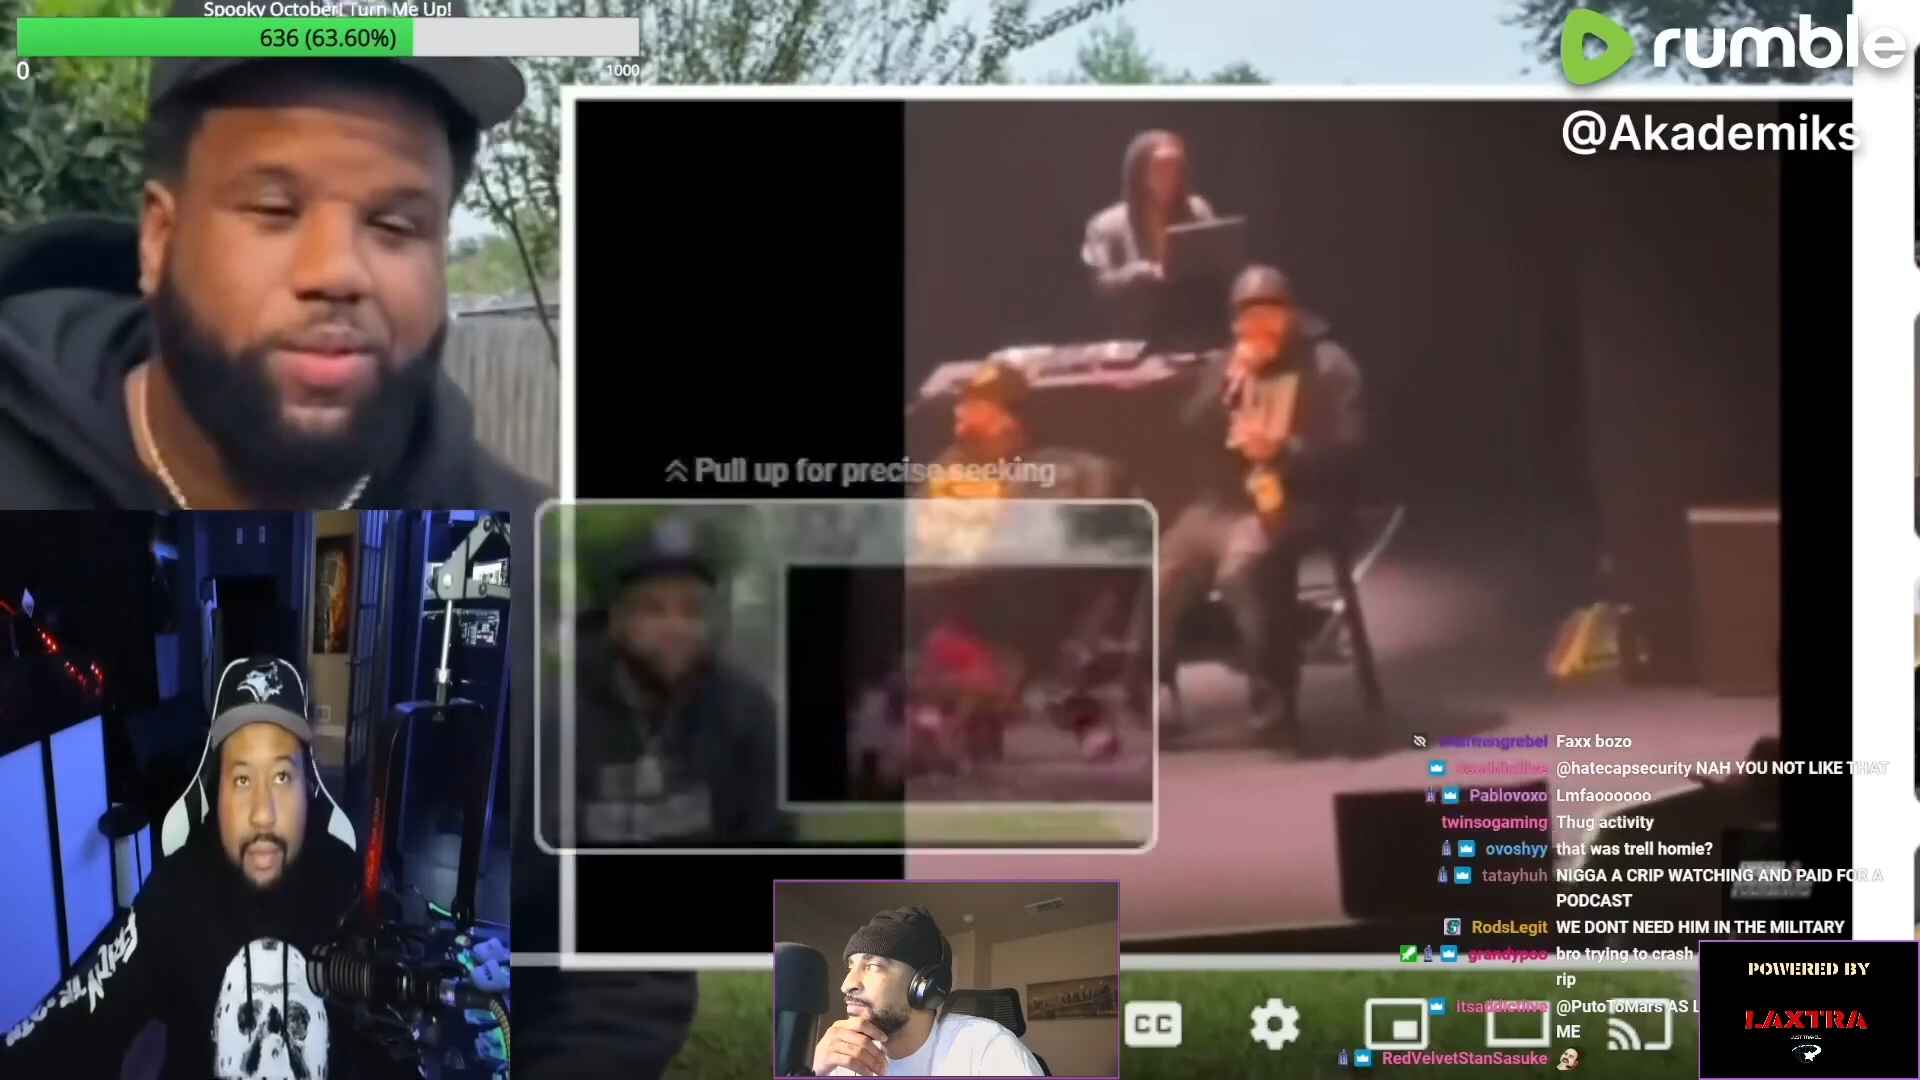 Spooky October! Turn Me Up!
636 (63.60%)
0
1000
rumble
@Akademiks
Pull up for precise seeking
Faxx bozo
@hatecapsecurity NAH YOU NOT LIKE THAT
Pablovoxo Lmfaoooooo
twinsogaming Thug activity
ovoshyy that was trell homie?
tatayhuh NIGGA A CRIP WATCHING AND PAID FOR A
PODCAST
RodsLegit WE DONT NEED HIM IN THE MILITARY
grandypoo bro trying to crash
rip
itsaddictive @PutoToMars AS L
ME
RedVelvetStanSasuke
CC
POWERED BY
LAXTRA